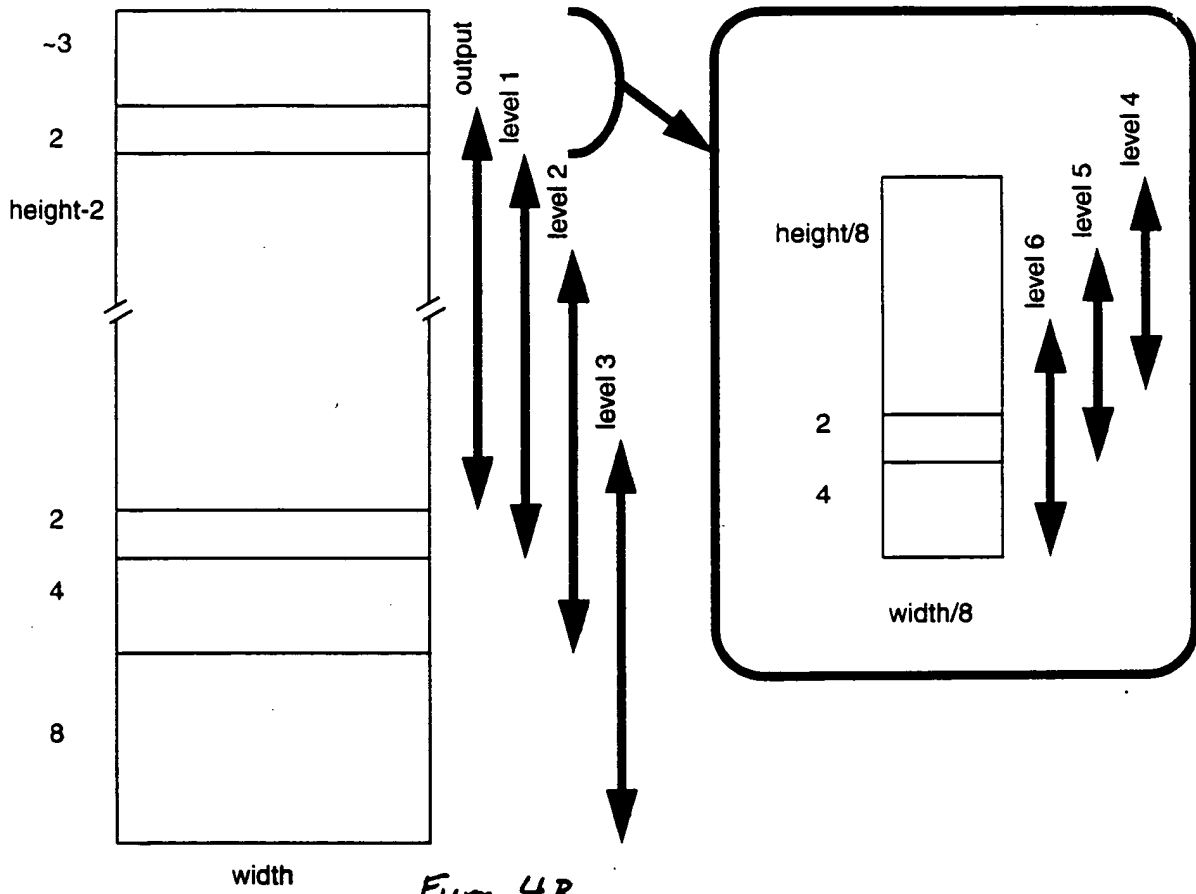 ~3
2
height-2
2
4
8
width
output
level 1
level 2
level 3
height/8
2
4
width/8
level 6
level 5
level 4
Figure 4B